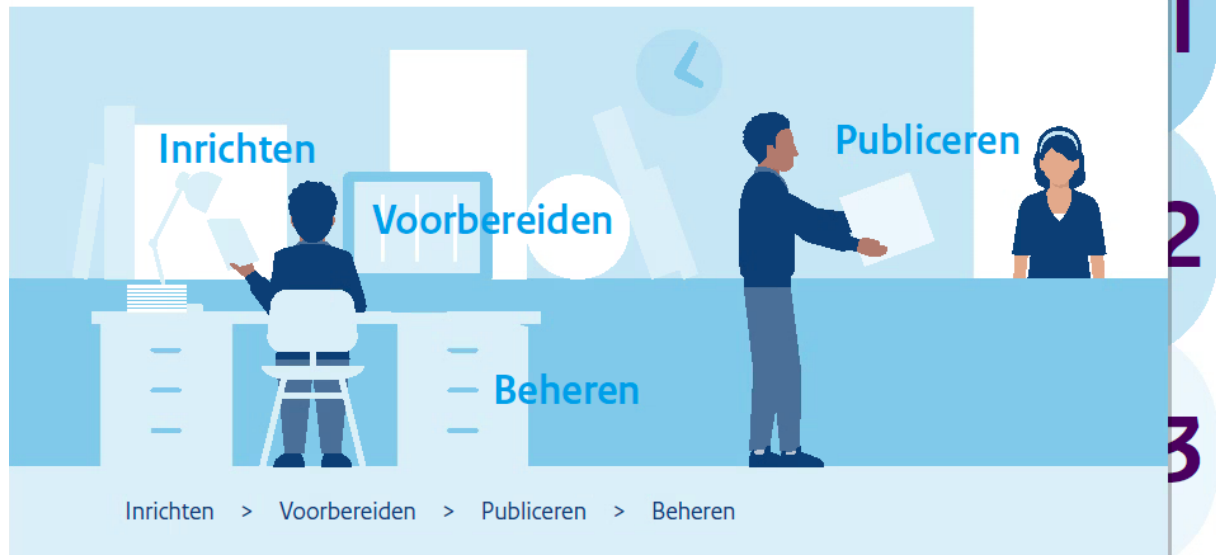 1
Inrichten
Publiceren
Voorbereiden
2
Beheren
3
Inrichten > Voorbereiden > Publiceren > Beheren